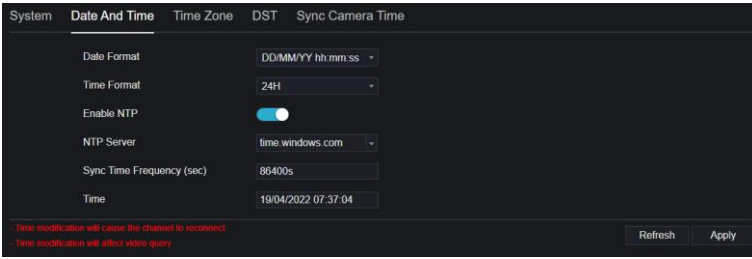 System Date And Time Time Zone DST Sync Camera Time
Date Format DD/MM/YY hh:mm:ss
Time Format 24H
Enable NTP
NTP Server time.windows.com
Sync Time Frequency (sec) 86400s
Time 19/04/2022 07:37:04
- Time modification will cause the channel to reconnect
- Time modification will affect video query
Refresh Apply